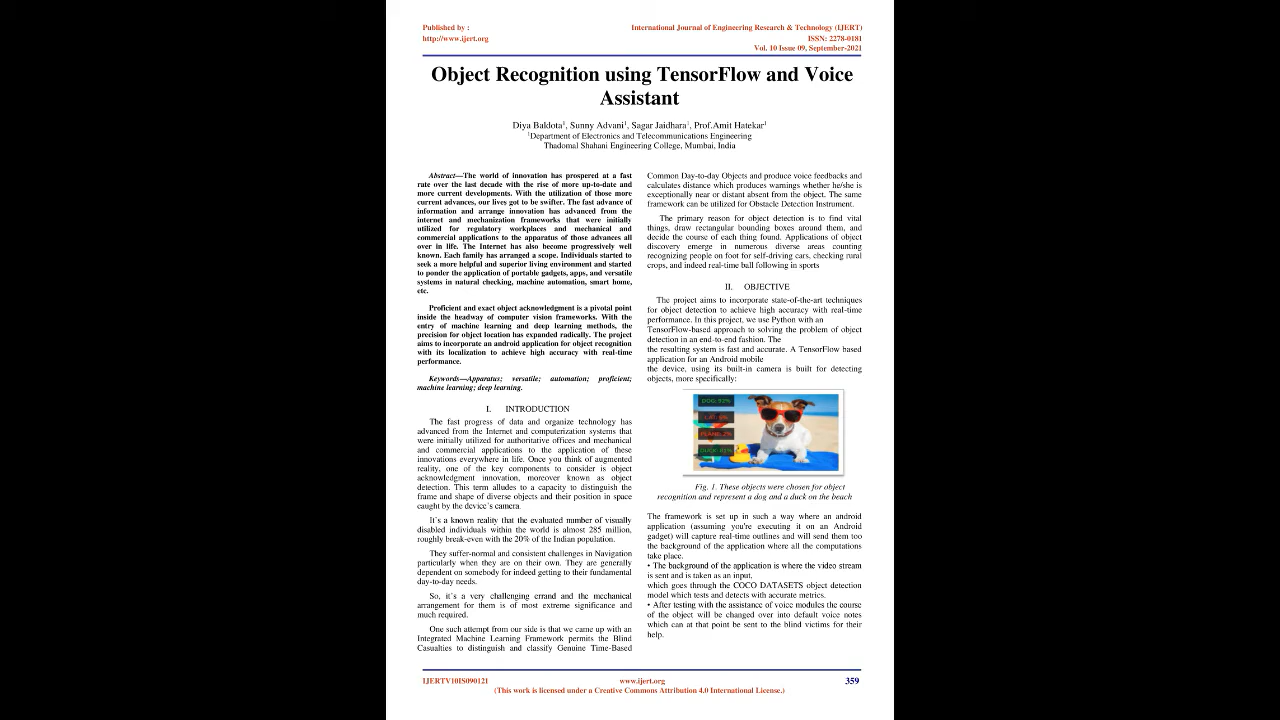 Published by :
http://www.ijert.org
International Journal of Engineering Research & Technology (IJERT)
ISSN: 2278-0181
Vol. 10 Issue 09, September-2021
Object Recognition using TensorFlow and Voice
Assistant
Diya Baldota1, Sunny Advani1, Sagar Jaidhara1, Prof.Amit Hatekar1
1Department of Electronics and Telecommunications Engineering
Thadomal Shahani Engineering College, Mumbai, India
Abstract—The world of innovation has prospered at a fast
rate over the last decade with the rise of more up-to-date and
more current developments. With the utilization of those more
current advances, our lives got to be swifter. The fast advance of
information and arrange innovation has advanced from the
internet and mechanization frameworks that were initially
utilized for regulatory workplaces and mechanical and
commercial applications to the apparatus of those advances all
over in life. The Internet has also become progressively well
known. Each family has arranged a scope. Individuals started to
seek a more helpful and superior living environment and started
to ponder the application of portable gadgets, apps, and versatile
systems in natural checking, machine automation, smart home,
etc.
Proficient and exact object acknowledgment is a pivotal point
inside the headway of computer vision frameworks. With the
entry of machine learning and deep learning methods, the
precision for object location has expanded radically. The project
aims to incorporate an android application for object recognition
with its localization to achieve high accuracy with real-time
performance.
Keywords—Apparatus; versatile; automation; proficient;
machine learning; deep learning.
I. INTRODUCTION
The fast progress of data and organize technology has
advanced from the Internet and computerization systems that
were initially utilized for authoritative offices and mechanical
and commercial applications to the application of these
innovations everywhere in life. Once you think of augmented
reality, one of the key components to consider is object
acknowledgment innovation, moreover known as object
detection. This term alludes to a capacity to distinguish the
frame and shape of diverse objects and their position in space
caught by the device's camera.
It's a known reality that the evaluated number of visually
disabled individuals within the world is almost 285 million,
roughly break-even with the 20% of the Indian population.
They suffer-normal and consistent challenges in Navigation
particularly when they are on their own. They are generally
dependent on somebody for indeed getting to their fundamental
day-to-day needs.
So, it's a very challenging errand and the mechanical
arrangement for them is of most extreme significance and
much required.
One such attempt from our side is that we came up with an
Integrated Machine Learning Framework permits the Blind
Casualties to distinguish and classify Genuine Time-Based
Common Day-to-day Objects and produce voice feedbacks and
calculates distance which produces warnings whether he/she is
exceptionally near or distant absent from the object. The same
framework can be utilized for Obstacle Detection Instrument.
The primary reason for object detection is to find vital
things, draw rectangular bounding boxes around them, and
decide the course of each thing found. Applications of object
discovery emerge in numerous diverse areas counting
recognizing people on foot for self-driving cars, checking rural
crops, and indeed real-time ball following in sports
II. OBJECTIVE
The project aims to incorporate state-of-the-art techniques
for object detection to achieve high accuracy with real-time
performance. In this project, we use Python with an
TensorFlow-based approach to solving the problem of object
detection in an end-to-end fashion. The
the resulting system is fast and accurate. A TensorFlow based
application for an Android mobile
the device, using its built-in camera is built for detecting
objects, more specifically:
DOG: 52%
Fig. 1. These objects were chosen for object
recognition and represent a dog and a duck on the beach
The framework is set up in such a way where an android
application (assuming you're executing it on an Android
gadget) will capture real-time outlines and will send them too
the background of the application where all the computations
take place.
• The background of the application is where the video stream
is sent and is taken as an input,
which goes through the COCO DATASETS object detection
model which tests and detects with accurate metrics.
• After testing with the assistance of voice modules the course
of the object will be changed over into default voice notes
which can at that point be sent to the blind victims for their
help.
IJERTV10IS090121
www.ijert.org
359
(This work is licensed under a Creative Commons Attribution 4.0 International License.)